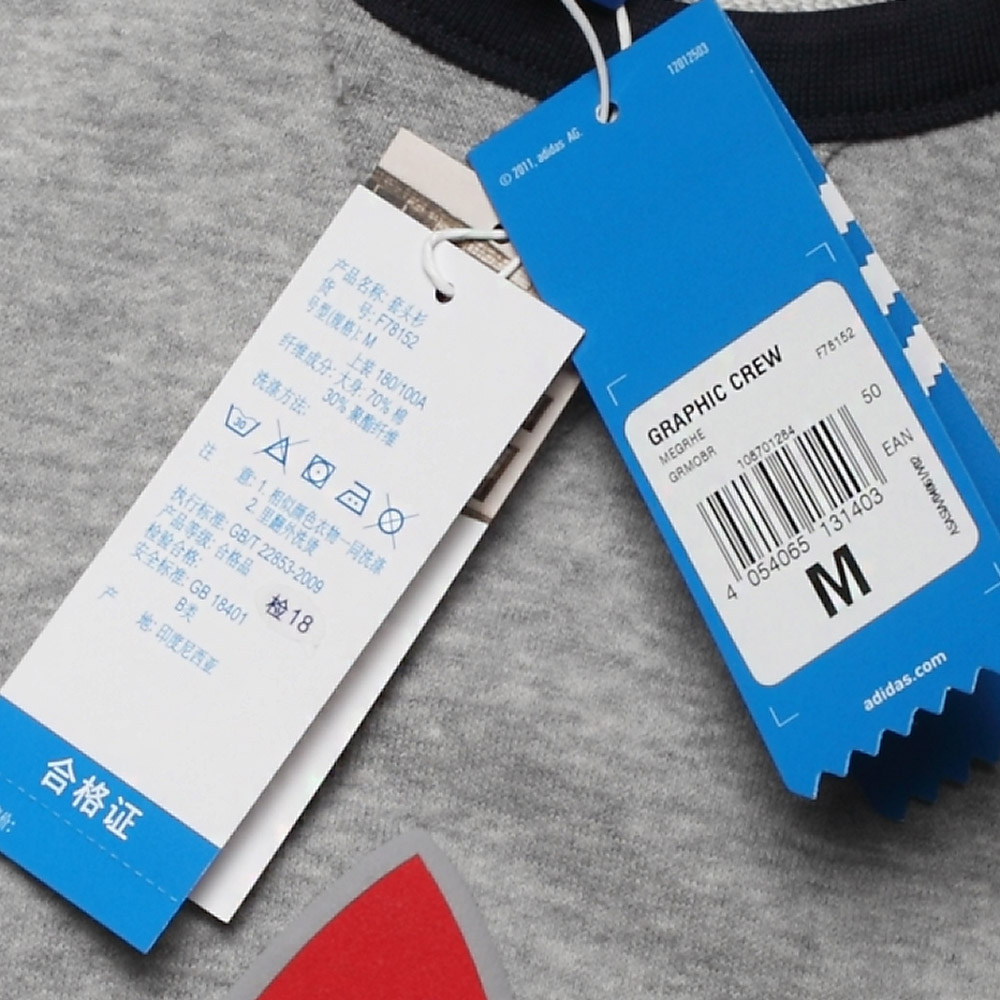 产品名称: 套头衫
货 号: F78152
号型(规格): M
上装 180/100A
纤维成分: 大身: 70% 棉
30% 聚酯纤维
洗涤方法:
30
注 意: 1. 相似颜色衣物一同洗涤
2. 里翻外洗烫
执行标准: GB/T 22853-2009
产品等级: 合格品
检验合格:
检18
安全标准: GB 18401
B类
产 地: 印度尼西亚
合格证
12012503
© 2011, adidas AG.
GRAPHIC CREW
F78152
MEGRHE
GRMOBR
50
108701284
EAN
4 054065 131403
M
adidas.com